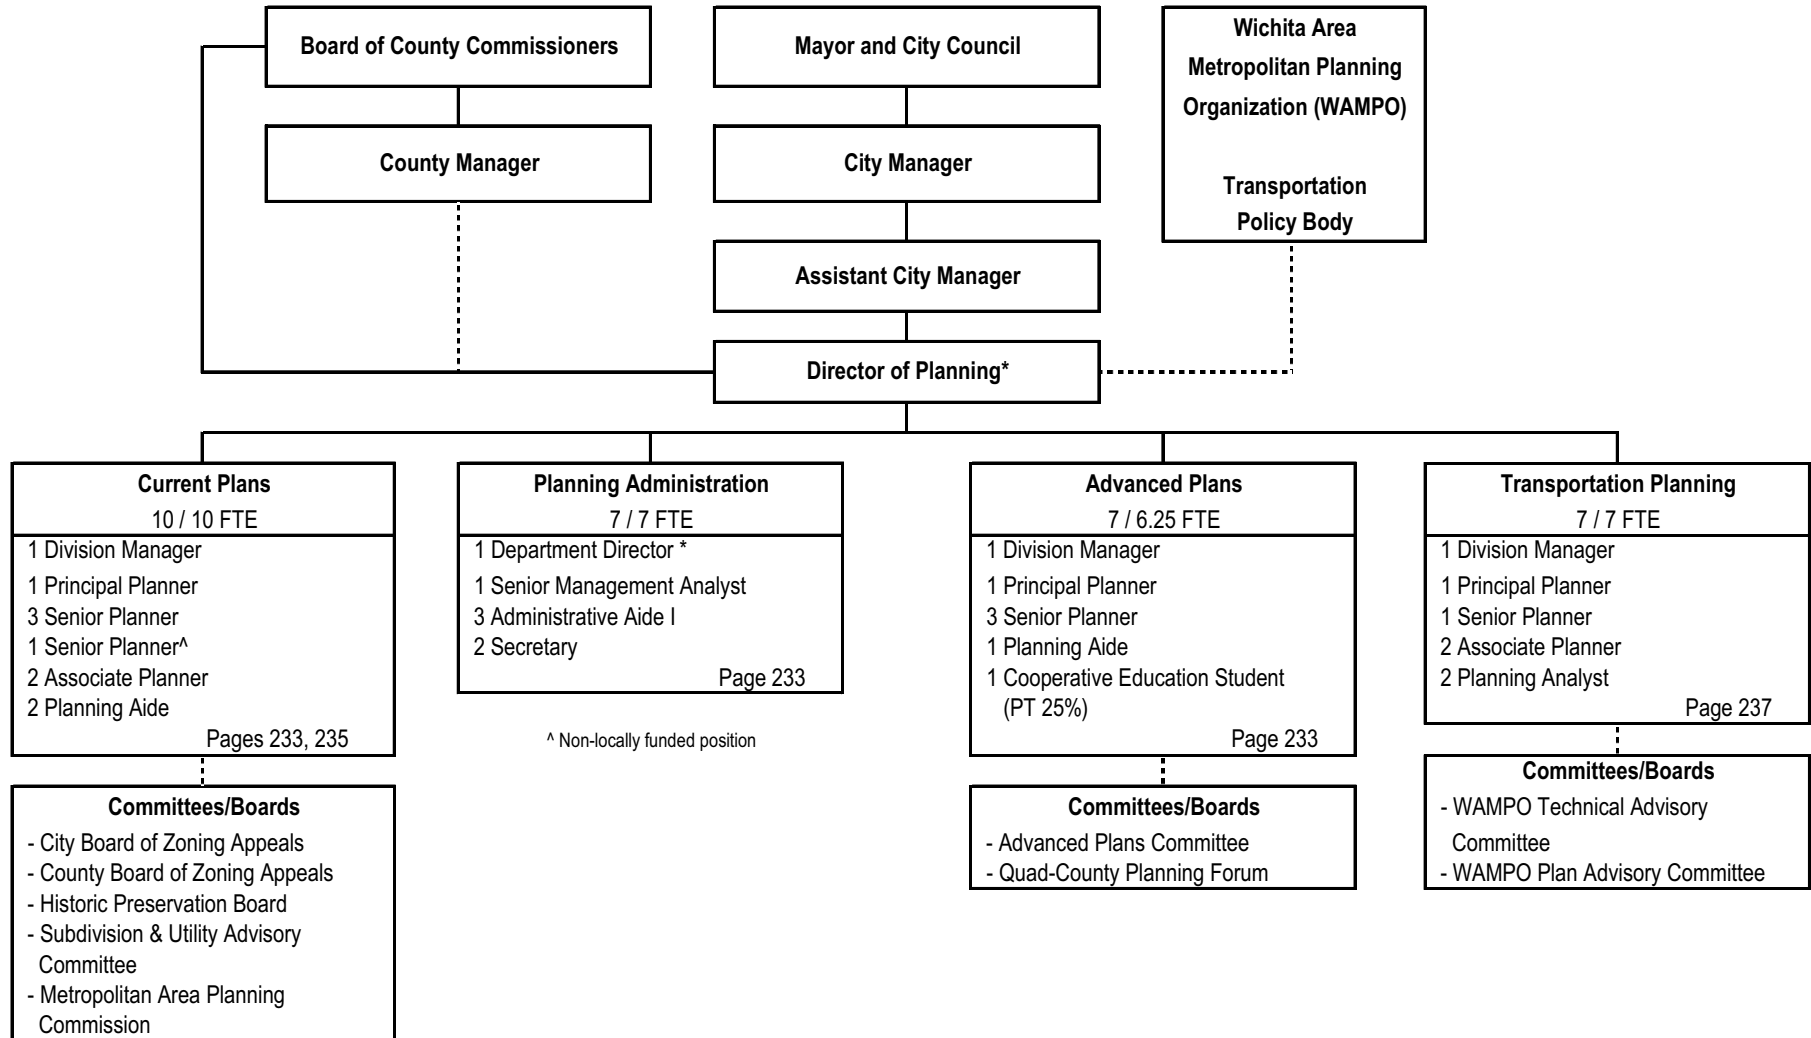 Board of County Commissioners
Mayor and City Council
Wichita Area
Metropolitan Planning
Organization (WAMPO)
Transportation
Policy Body
County Manager
City Manager
Assistant City Manager
Director of Planning*
Current Plans
10 / 10 FTE
1 Division Manager
1 Principal Planner
3 Senior Planner
1 Senior Planner^
2 Associate Planner
2 Planning Aide
Pages 233, 235
Planning Administration
7 / 7 FTE
1 Department Director *
1 Senior Management Analyst
3 Administrative Aide I
2 Secretary
Page 233
^ Non-locally funded position
Advanced Plans
7 / 6.25 FTE
1 Division Manager
1 Principal Planner
3 Senior Planner
1 Planning Aide
1 Cooperative Education Student
(PT 25%)
Page 233
Transportation Planning
7 / 7 FTE
1 Division Manager
1 Principal Planner
1 Senior Planner
2 Associate Planner
2 Planning Analyst
Page 237
Committees/Boards
- City Board of Zoning Appeals
- County Board of Zoning Appeals
- Historic Preservation Board
- Subdivision & Utility Advisory
Committee
- Metropolitan Area Planning
Commission
Committees/Boards
- Advanced Plans Committee
- Quad-County Planning Forum
Committees/Boards
- WAMPO Technical Advisory
Committee
- WAMPO Plan Advisory Committee